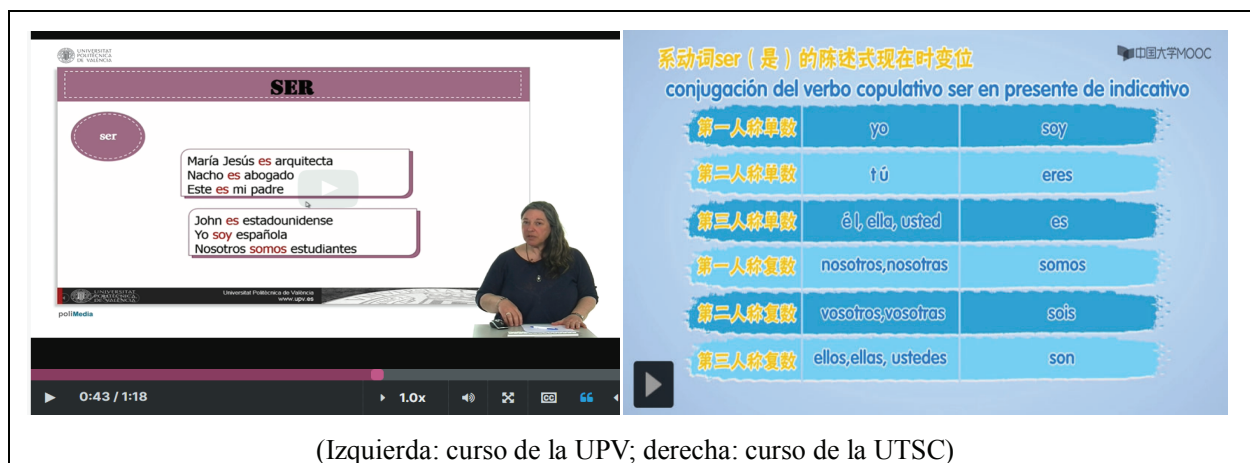 UNIVERSITAT
POLITÈCNICA
DE VALÈNCIA
SER
ser
María Jesús es arquitecta
Nacho es abogado
Este es mi padre
John es estadounidense
Yo soy española
Nosotros somos estudiantes
UNIVERSITAT
POLITÈCNICA
DE VALÈNCIA
Universitat Politècnica de València
www.upv.es
poliMedia
0:43 / 1:18
1.0x
CC
系动词ser（是）的陈述式现在时变位
中国大学MOOC
conjugación del verbo copulativo ser en presente de indicativo
第一人称单数 yo soy
第二人称单数 tú eres
第三人称单数 él, ella, usted es
第一人称复数 nosotros,nosotras somos
第二人称复数 vosotros,vosotras sois
第三人称复数 ellos,ellas, ustedes son
(Izquierda: curso de la UPV; derecha: curso de la UTSC)